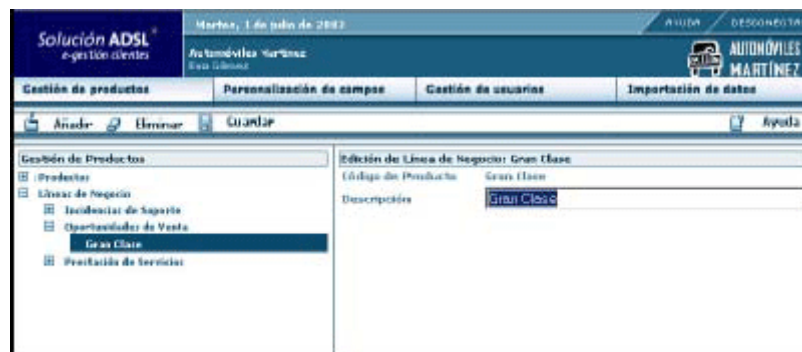 Solución ADSL
e-gestión clientes
Martes, 1 de julio de 2003
Automóviles Martínez
Eva Gómez
AYUDA
DESCONECTA
AUTOMÓVILES
MARTÍNEZ
Gestión de productos
Personalización de campos
Gestión de usuarios
Importación de datos
Añadir
Eliminar
Guardar
Ayuda
Gestión de Productos
Productos
Líneas de Negocio
Incidencias de Soporte
Oportunidades de Venta
Gran Clase
Prestación de Servicios
Edición de Línea de Negocio: Gran Clase
Código de Producto
Gran Clase
Descripción
Gran Clase